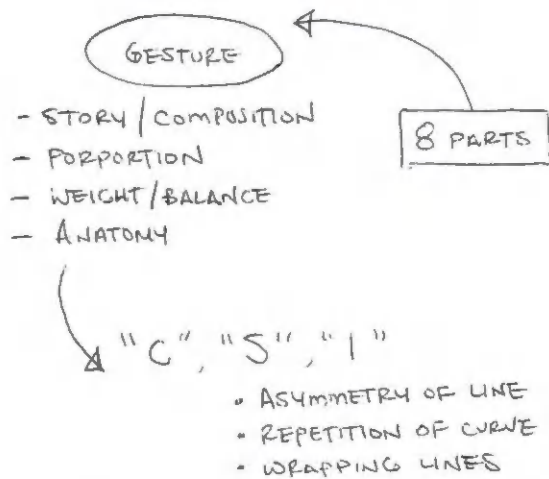 GESTURE
8 PARTS
- STORY / COMPOSITION
- PORPORTION
- WEIGHT/BALANCE
- ANATOMY
"C", "S", "I"
• ASYMMETRY OF LINE
• REPETITION OF CURVE
• WRAPPING LINES